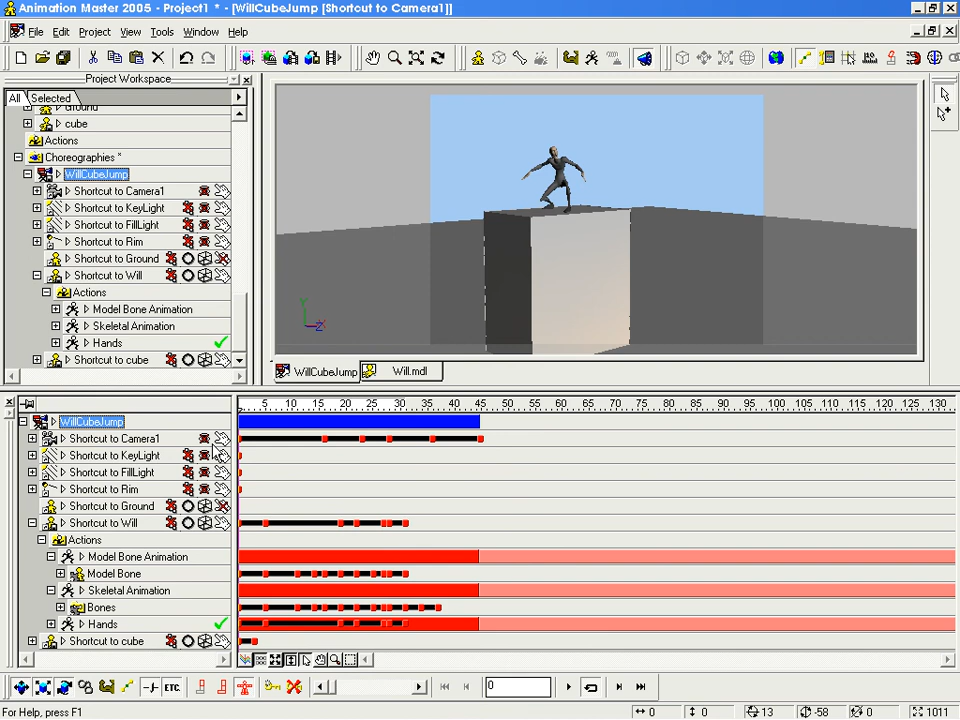 Animation Master 2005 - Project1 * - [WillCubeJump [Shortcut to Camera1]]
File Edit Project View Tools Window Help
Project Workspace
All Selected
ground
cube
Actions
Choreographies *
WillCubeJump
Shortcut to Camera1
Shortcut to KeyLight
Shortcut to FillLight
Shortcut to Rim
Shortcut to Ground
Shortcut to Will
Actions
Model Bone Animation
Skeletal Animation
Hands
Shortcut to cube
Y
Z
WillCubeJump Will.mdl
5 10 15 20 25 30 35 40 45 50 55 60 65 70 75 80 85 90 95 100 105 110 115 120 125 130
WillCubeJump
Shortcut to Camera1
Shortcut to KeyLight
Shortcut to FillLight
Shortcut to Rim
Shortcut to Ground
Shortcut to Will
Actions
Model Bone Animation
Model Bone
Skeletal Animation
Bones
Hands
Shortcut to cube
ETC. 0
For Help, press F1 0 0 13 -58 0 1011